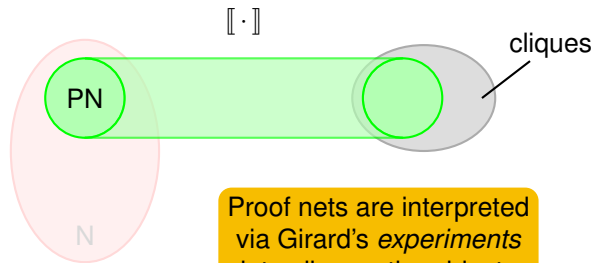 ⟦ · ⟧
cliques
PN
N
Proof nets are interpreted
via Girard's experiments